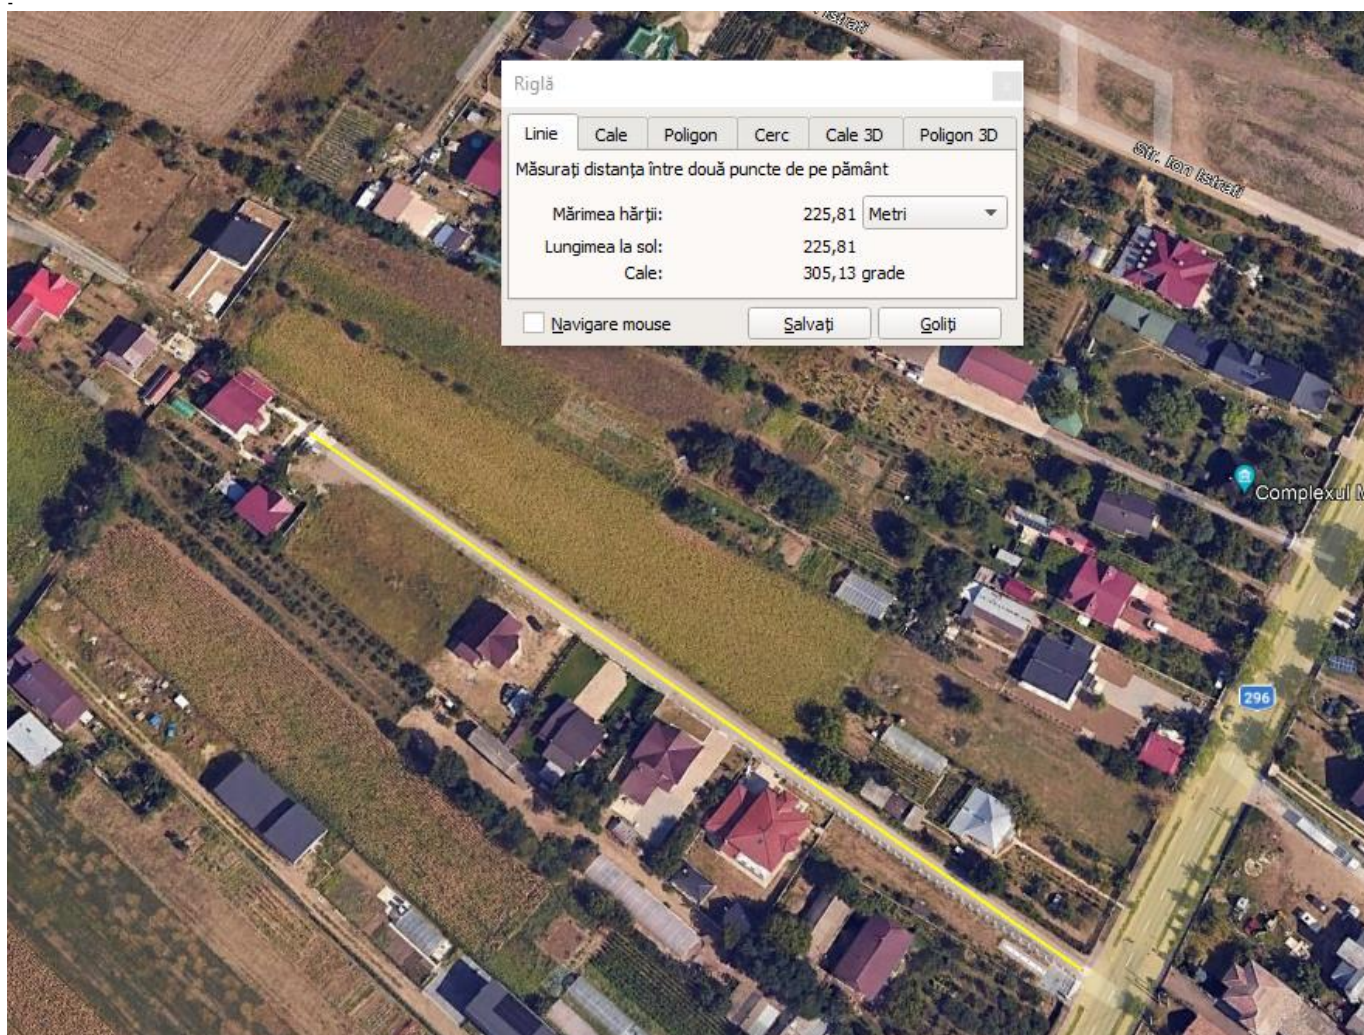 Istrati
Riglă
Linie Cale Poligon Cerc Cale 3D Poligon 3D
Măsurați distanța între două puncte de pe pământ
Mărimea hărții: 225,81 Metri
Lungimea la sol: 225,81
Cale: 305,13 grade
Navigare mouse Salvați Goliți
Str. Ion Istrati
Complexul M
296